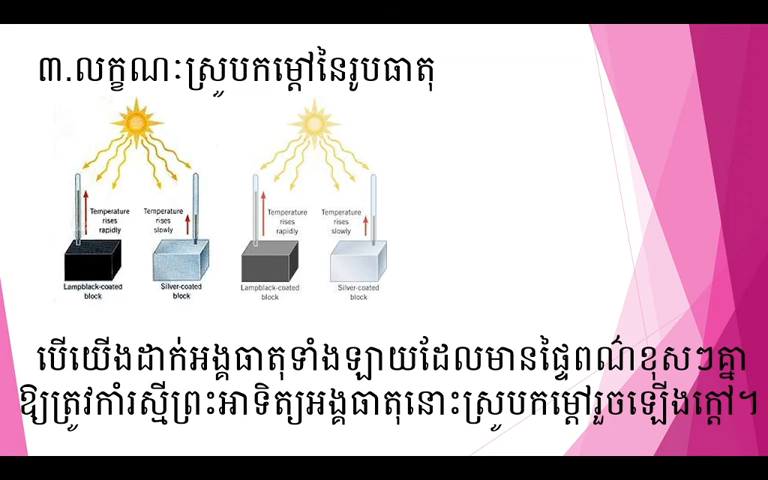 ៣.លក្ខណៈស្រូបកម្ដៅនៃរូបធាតុ
Temperature rises rapidly
Temperature rises slowly
Lampblack-coated block
Silver-coated block
Temperature rises rapidly
Temperature rises slowly
Lampblack-coated block
Silver-coated block
បើយើងដាក់អង្គធាតុទាំងឡាយដែលមានផ្ទៃពណ៌ខុសៗគ្នា
ឱ្យត្រូវកាំរស្មីព្រះអាទិត្យអង្គធាតុនោះស្រូបកម្ដៅរួចឡើងក្ដៅ។